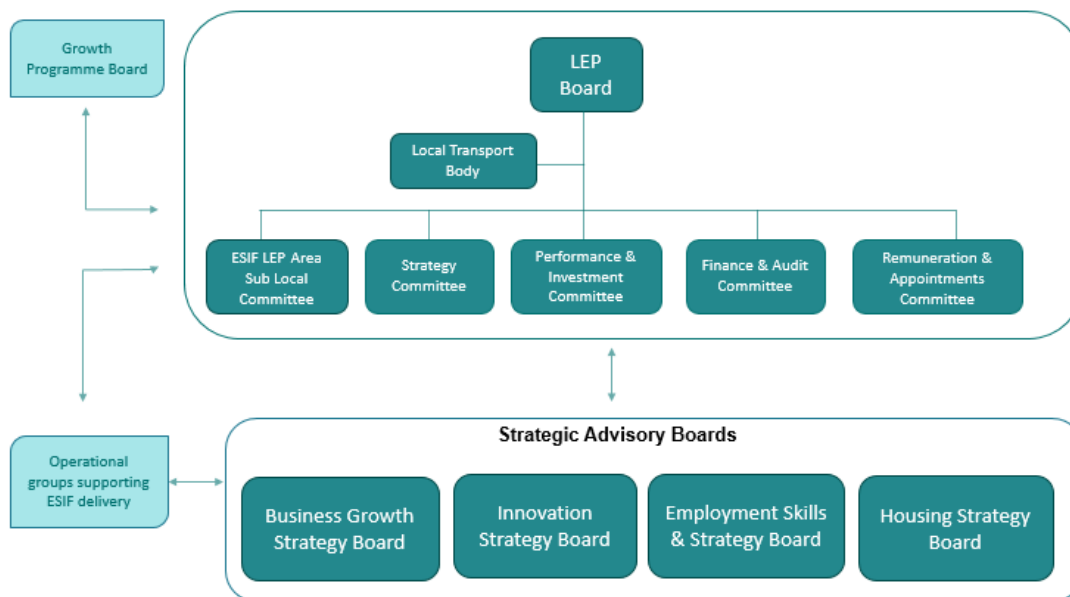 Growth
Programme Board
LEP
Board
Local Transport
Body
ESIF LEP Area
Sub Local
Committee
Strategy
Committee
Performance &
Investment
Committee
Finance & Audit
Committee
Remuneration &
Appointments
Committee
Operational
groups supporting
ESIF delivery
Strategic Advisory Boards
Business Growth
Strategy Board
Innovation
Strategy Board
Employment Skills
& Strategy Board
Housing Strategy
Board